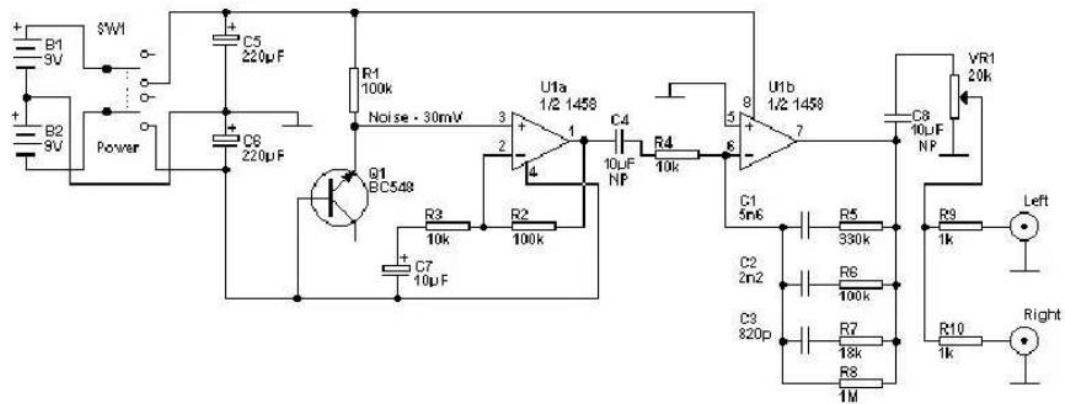 SW1
B1
9V
B2
9V
Power
C5
220µF
C6
220µF
R1
100k
Noise - 30mV
Q1
BC548
R3
10k
R2
100k
C7
10µF
U1a
1/2 1458
3
2
1
4
C4
10µF
NP
R4
10k
U1b
1/2 1458
8
5
6
7
C1
5n6
R5
330k
C2
2n2
R6
100k
C3
820p
R7
18k
R8
1M
VR1
20k
C8
10µF
NP
R9
1k
Left
R10
1k
Right